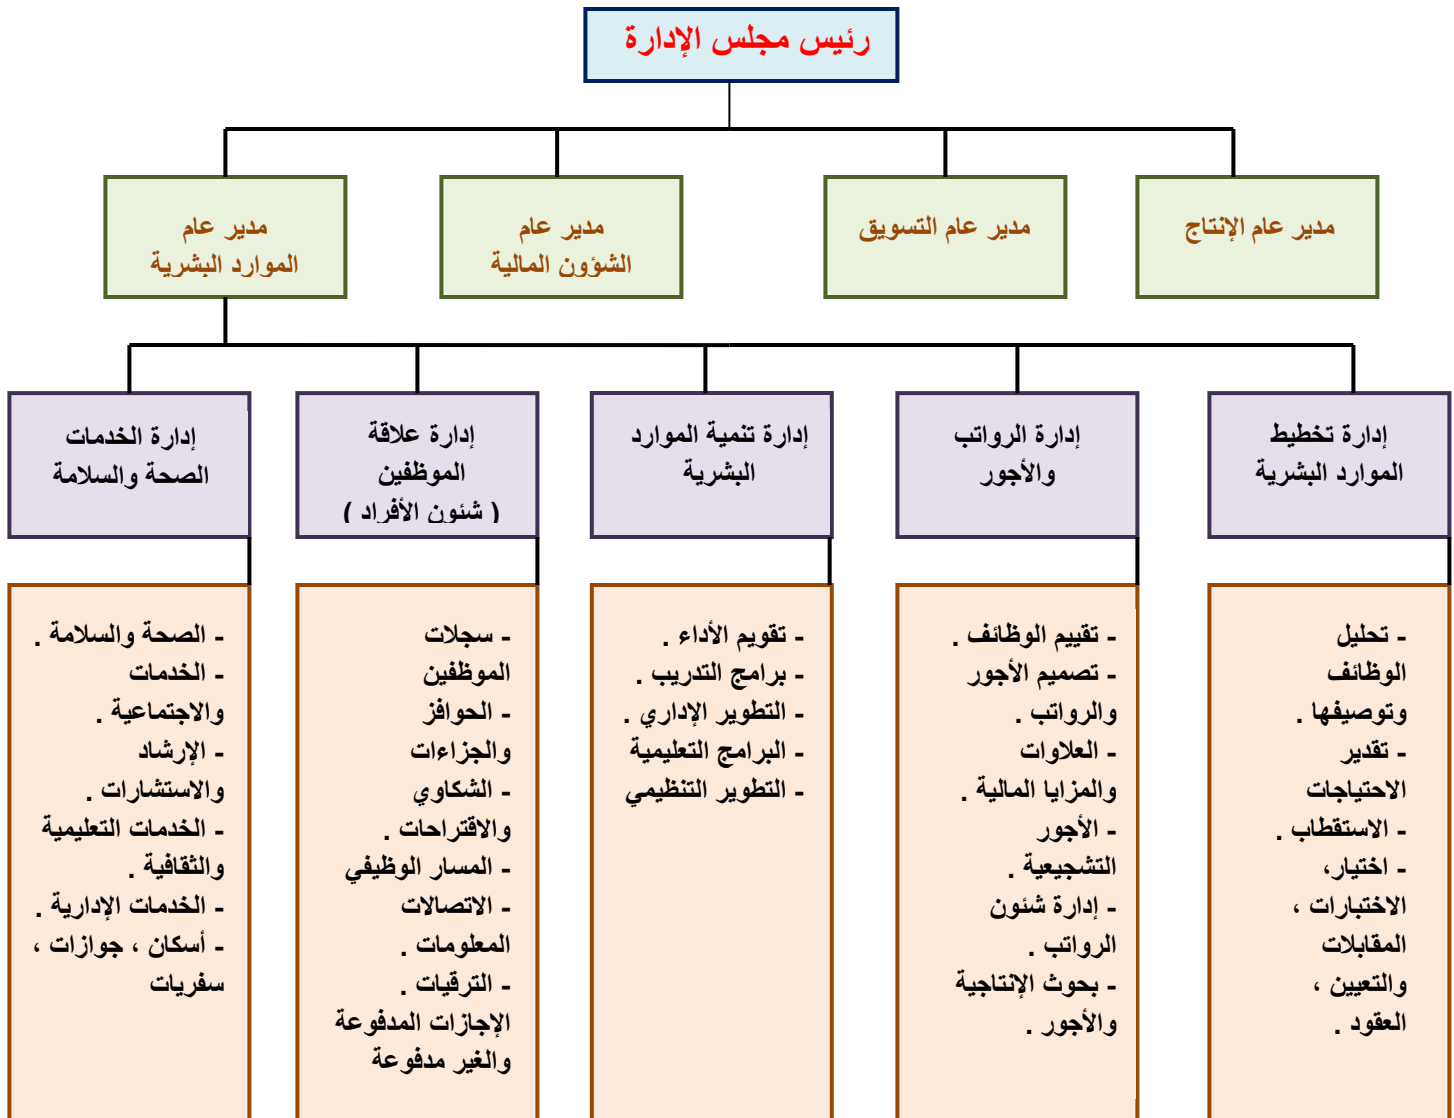 رئيس مجلس الإدارة
مدير عام الإنتاج
مدير عام التسويق
مدير عام
الشؤون المالية
مدير عام
الموارد البشرية
إدارة تخطيط
الموارد البشرية
إدارة الرواتب
والأجور
إدارة تنمية الموارد
البشرية
إدارة علاقة
الموظفين
( شئون الأفراد )
إدارة الخدمات
الصحة والسلامة
- تحليل
الوظائف
وتوصيفها .
- تقدير
الاحتياجات
- الاستقطاب .
- اختيار،
الاختبارات ،
المقابلات
والتعيين ،
العقود .
- تقييم الوظائف .
- تصميم الأجور
والرواتب .
- العلاوات
والمزايا المالية .
- الأجور
التشجيعية .
- إدارة شئون
الرواتب .
- بحوث الإنتاجية
والأجور .
- تقويم الأداء .
- برامج التدريب .
- التطوير الإداري .
- البرامج التعليمية
- التطوير التنظيمي
- سجلات
الموظفين
- الحوافز
والجزاءات
- الشكاوي
والاقتراحات .
- المسار الوظيفي
- الاتصالات
المعلومات .
- الترقيات .
الإجازات المدفوعة
والغير مدفوعة
- الصحة والسلامة .
- الخدمات
والاجتماعية .
- الإرشاد
والاستشارات .
- الخدمات التعليمية
والثقافية .
- الخدمات الإدارية .
- أسكان ، جوازات ،
سفريات